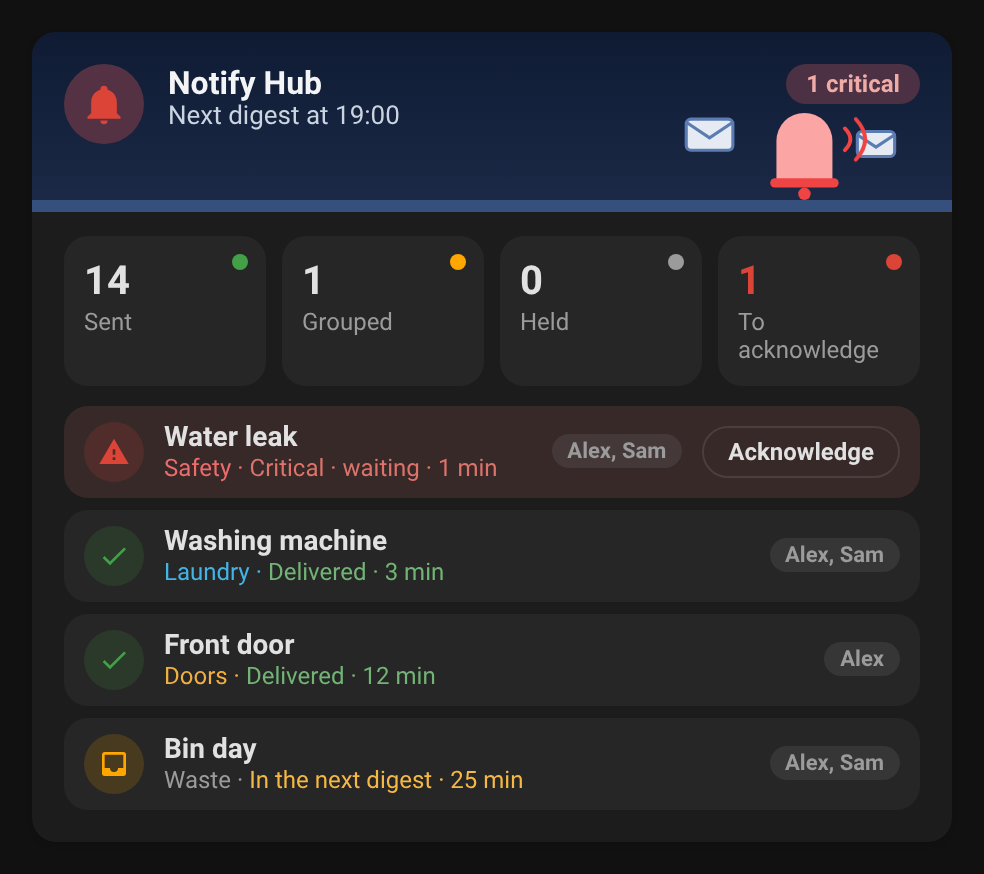 Notify Hub
Next digest at 19:00
1 critical
14
Sent
1
Grouped
0
Held
1
To
acknowledge
Water leak
Safety · Critical · waiting · 1 min
Alex, Sam
Acknowledge
Washing machine
Laundry · Delivered · 3 min
Alex, Sam
Front door
Doors · Delivered · 12 min
Alex
Bin day
Waste · In the next digest · 25 min
Alex, Sam